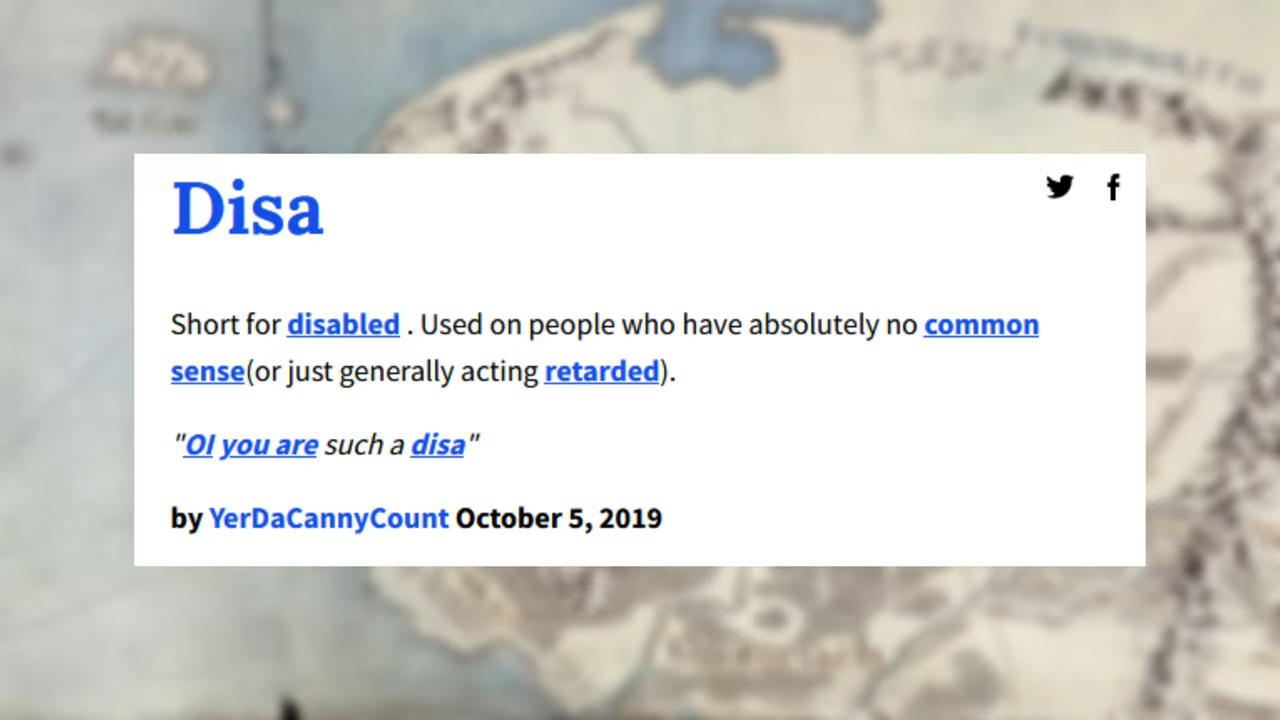 Disa
Short for disabled . Used on people who have absolutely no common
sense(or just generally acting retarded).
"OI you are such a disa"
by YerDaCannyCount October 5, 2019